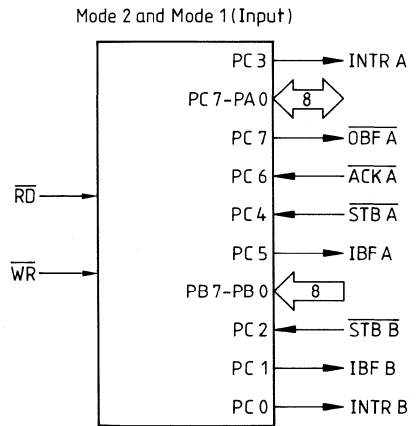 Mode 2 and Mode 1 (Input)
PC 3 INTR A
PC 7-PA 0 8
PC 7 OBF A
PC 6 ACK A
RD
PC 4 STB A
PC 5 IBF A
WR
PB 7-PB 0 8
PC 2 STB B
PC 1 IBF B
PC 0 INTR B